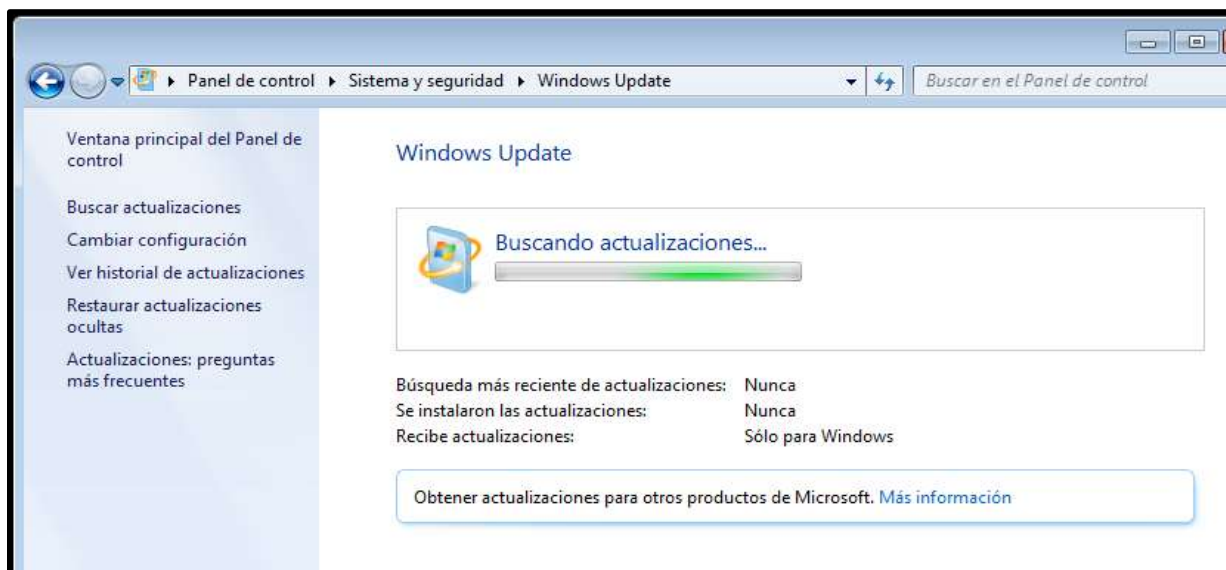 Panel de control ▸ Sistema y seguridad ▸ Windows Update
Buscar en el Panel de control
Ventana principal del Panel de
control
Buscar actualizaciones
Cambiar configuración
Ver historial de actualizaciones
Restaurar actualizaciones
ocultas
Actualizaciones: preguntas
más frecuentes
Windows Update
Buscando actualizaciones...
Búsqueda más reciente de actualizaciones: Nunca
Se instalaron las actualizaciones: Nunca
Recibe actualizaciones: Sólo para Windows
Obtener actualizaciones para otros productos de Microsoft. Más información